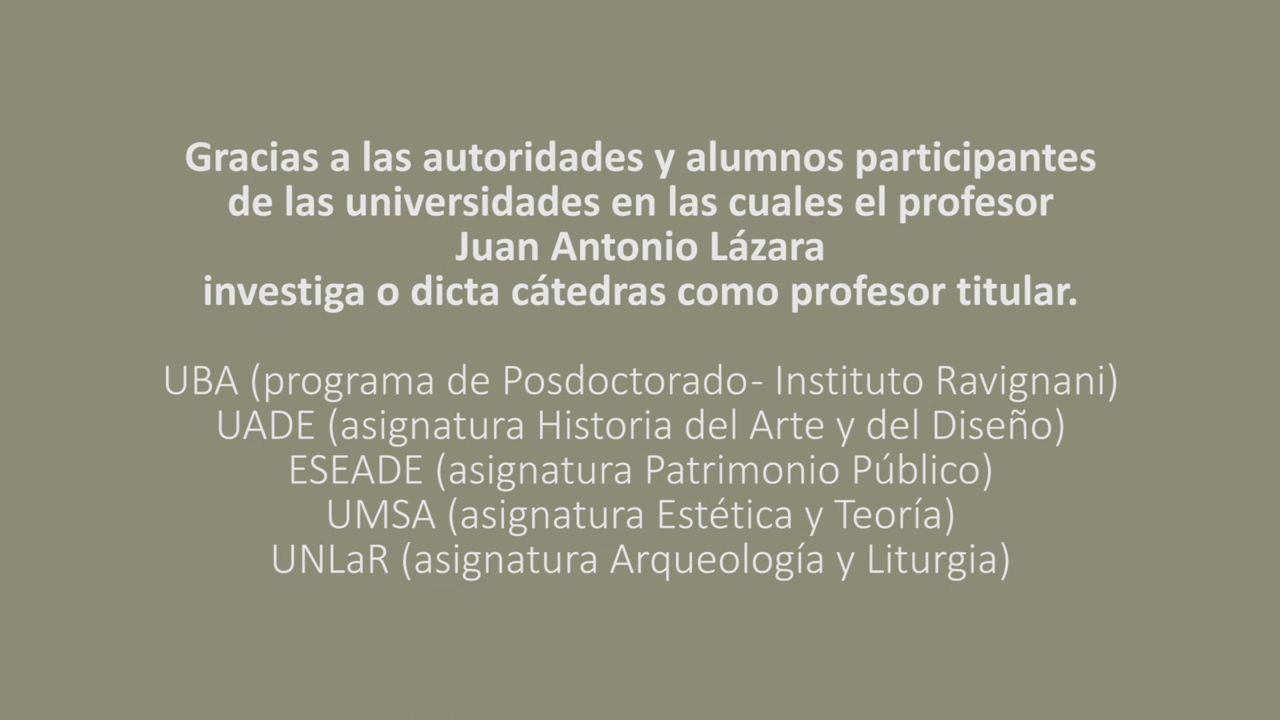 Gracias a las autoridades y alumnos participantes
de las universidades en las cuales el profesor
Juan Antonio Lázara
investiga o dicta cátedras como profesor titular.
UBA (programa de Posdoctorado- Instituto Ravignani)
UADE (asignatura Historia del Arte y del Diseño)
ESEADE (asignatura Patrimonio Público)
UMSA (asignatura Estética y Teoría)
UNLaR (asignatura Arqueología y Liturgia)